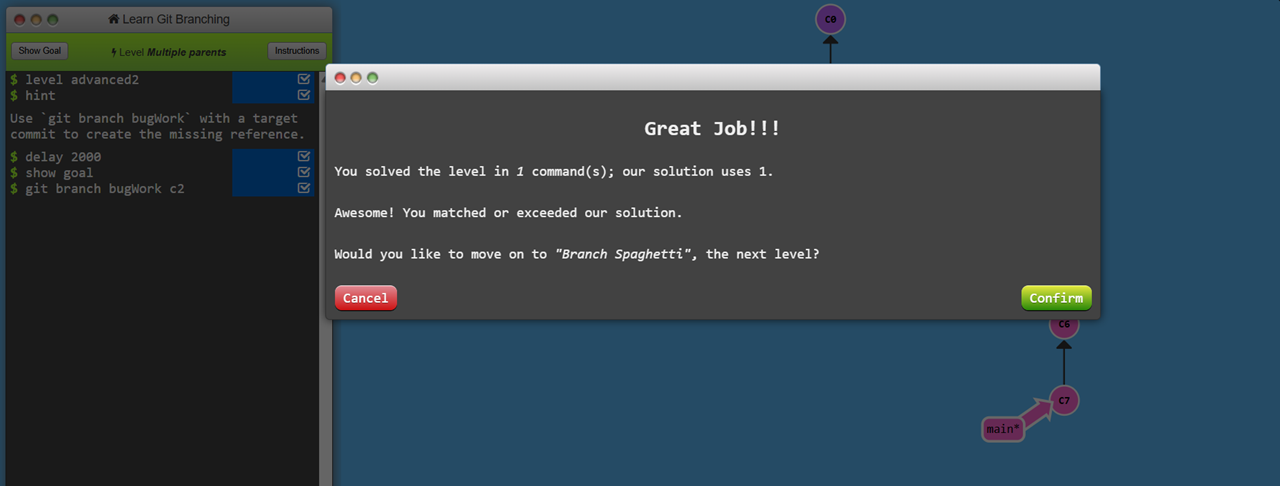 Learn Git Branching
Show Goal
Level Multiple parents
Instructions
$ level advanced2
$ hint
Use `git branch bugWork` with a target
commit to create the missing reference.
$ delay 2000
$ show goal
$ git branch bugWork c2
C0
Great Job!!!
You solved the level in 1 command(s); our solution uses 1.
Awesome! You matched or exceeded our solution.
Would you like to move on to "Branch Spaghetti", the next level?
Cancel
Confirm
C6
C7
main*